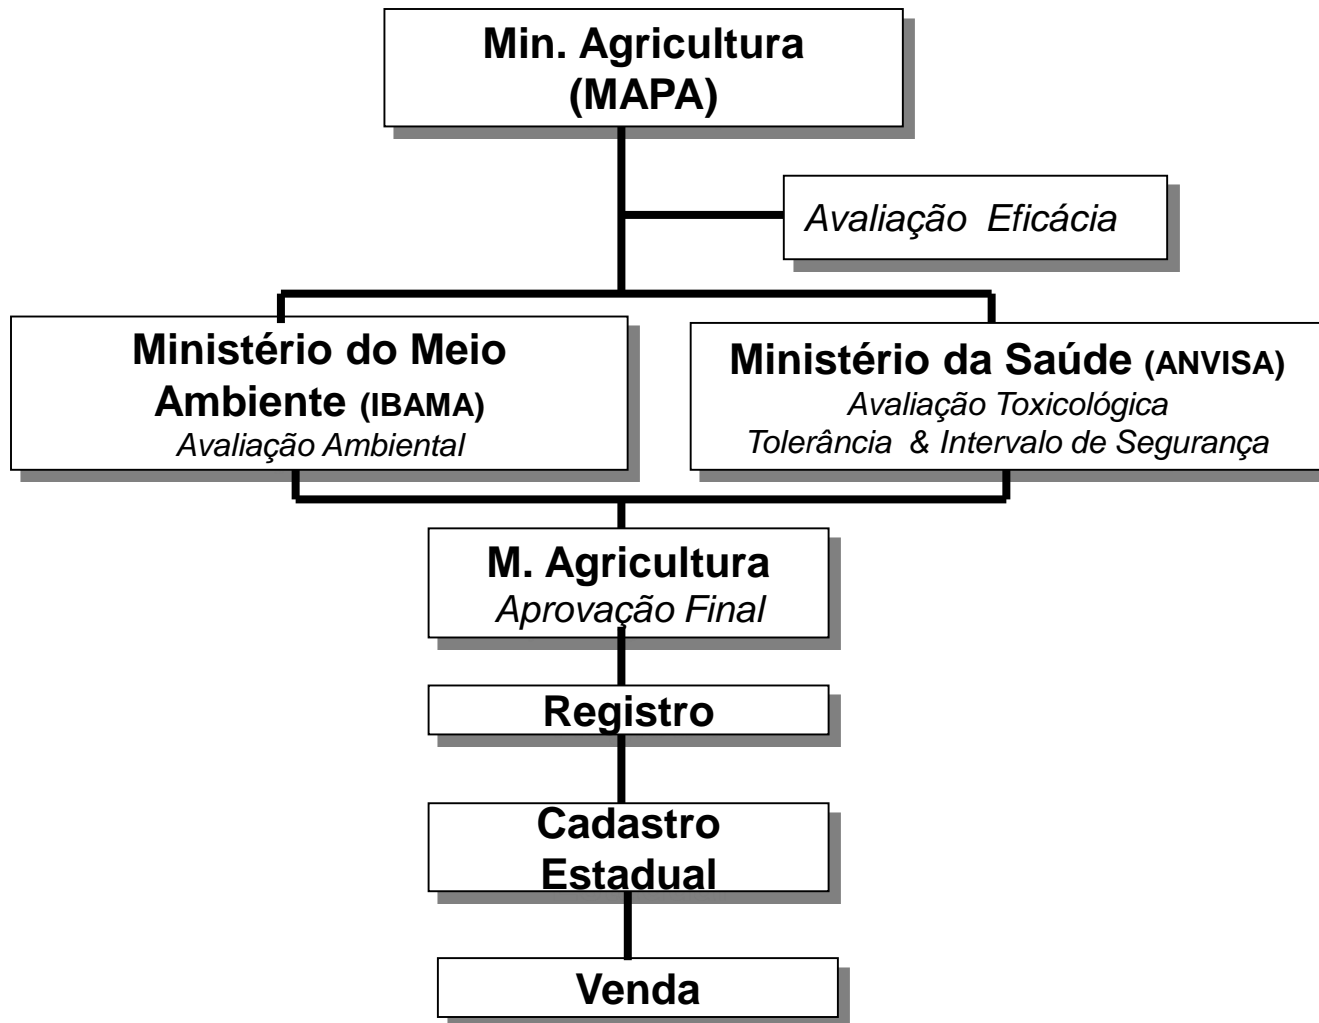 Min. Agricultura
(MAPA)
Avaliação Eficácia
Ministério do Meio
Ambiente (IBAMA)
Avaliação Ambiental
Ministério da Saúde (ANVISA)
Avaliação Toxicológica
Tolerância & Intervalo de Segurança
M. Agricultura
Aprovação Final
Registro
Cadastro
Estadual
Venda